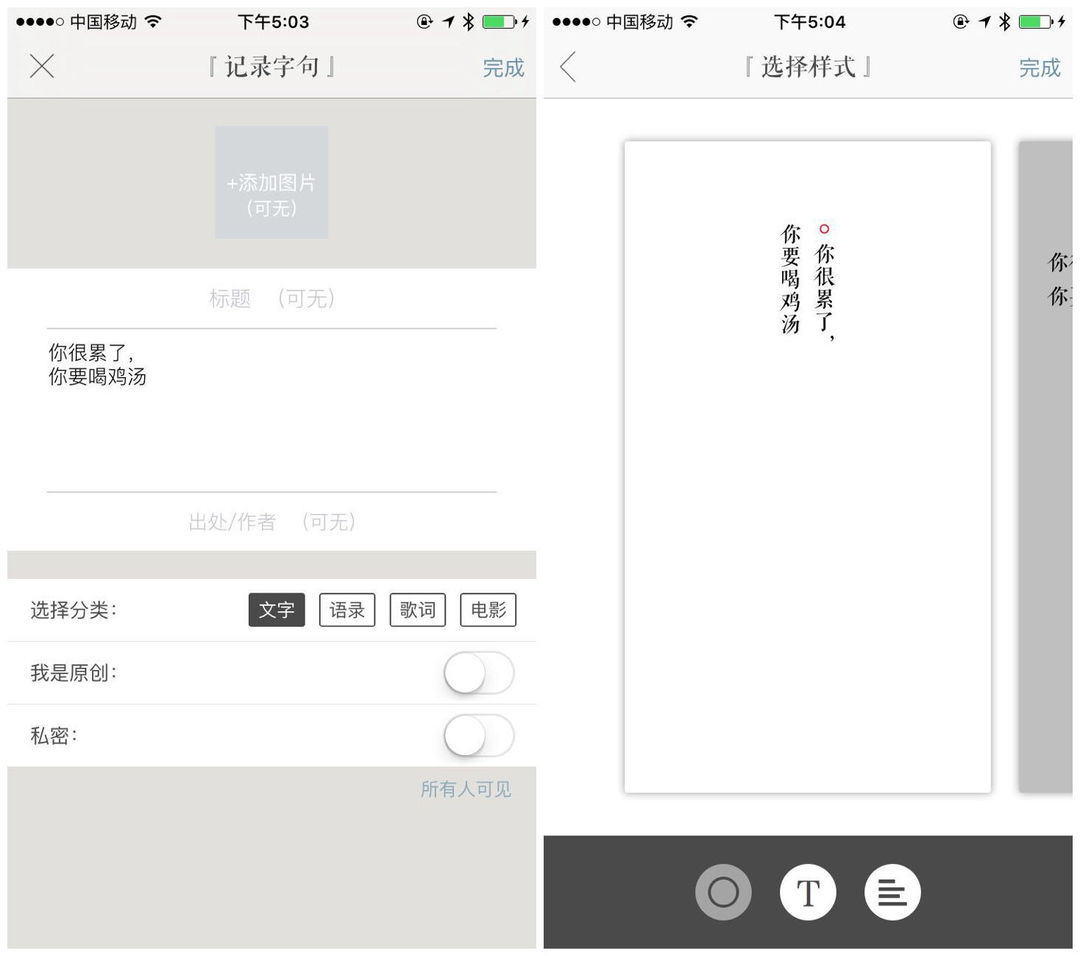 中国移动 下午5:03
『记录字句』
完成
+添加图片
(可无)
标题 (可无)
你很累了,
你要喝鸡汤
出处/作者 (可无)
选择分类: 文字 语录 歌词 电影
我是原创:
私密:
所有人可见
中国移动 下午5:04
『选择样式』
完成
你很累了,
你要喝鸡汤
你
你
T